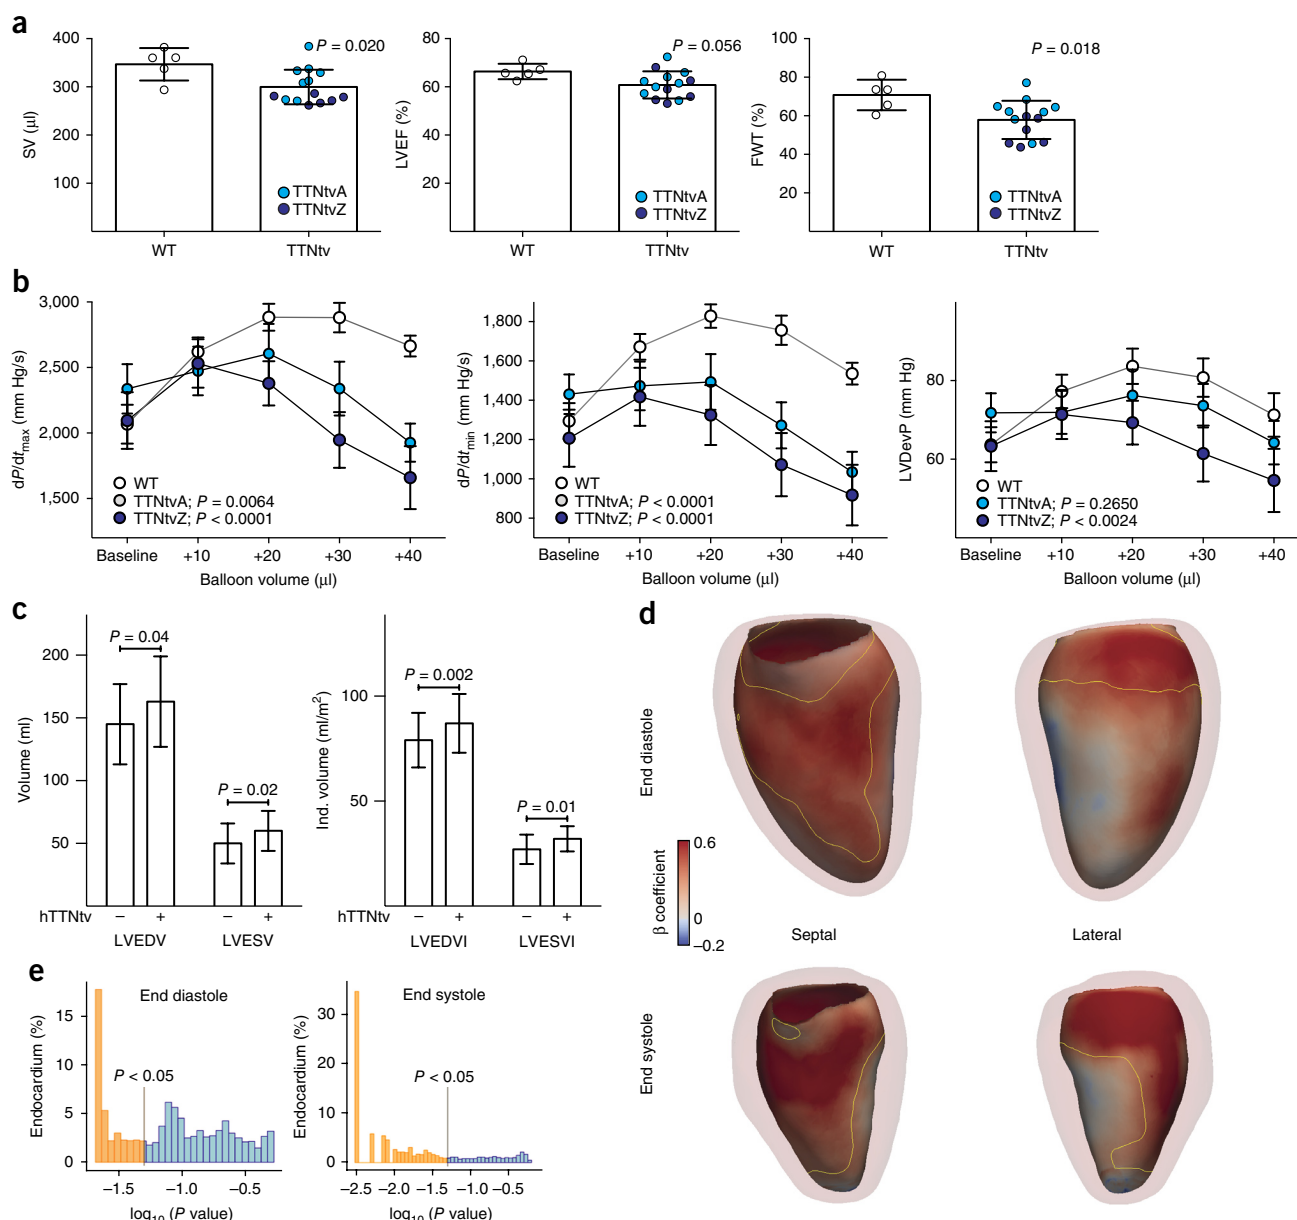 a
400
300
200
100
SV (µl)
P = 0.020
TTNtvA
TTNtvZ
WT
TTNtv
80
60
40
20
LVEF (%)
P = 0.056
TTNtvA
TTNtvZ
WT
TTNtv
100
80
60
40
20
FWT (%)
P = 0.018
TTNtvA
TTNtvZ
WT
TTNtv
b
3,000
2,500
2,000
1,500
dP/dtmax (mm Hg/s)
WT
TTNtvA; P = 0.0064
TTNtvZ; P < 0.0001
Baseline +10 +20 +30 +40
Balloon volume (µl)
1,800
1,600
1,400
1,200
1,000
800
dP/dtmin (mm Hg/s)
WT
TTNtvA; P < 0.0001
TTNtvZ; P < 0.0001
Baseline +10 +20 +30 +40
Balloon volume (µl)
80
60
LVDevP (mm Hg)
WT
TTNtvA; P = 0.2650
TTNtvZ; P < 0.0024
Baseline +10 +20 +30 +40
Balloon volume (µl)
c
200
150
100
50
Volume (ml)
P = 0.04
P = 0.02
hTTNtv − + − +
LVEDV LVESV
100
50
Ind. volume (ml/m²)
P = 0.002
P = 0.01
hTTNtv − + − +
LVEDVI LVESVI
d
End diastole
0.6
0
−0.2
β coefficient
Septal
Lateral
End systole
e
End diastole
15
10
5
0
Endocardium (%)
P < 0.05
−1.5 −1.0 −0.5
log10 (P value)
End systole
30
20
10
0
Endocardium (%)
P < 0.05
−2.5 −2.0 −1.5 −1.0 −0.5
log10 (P value)